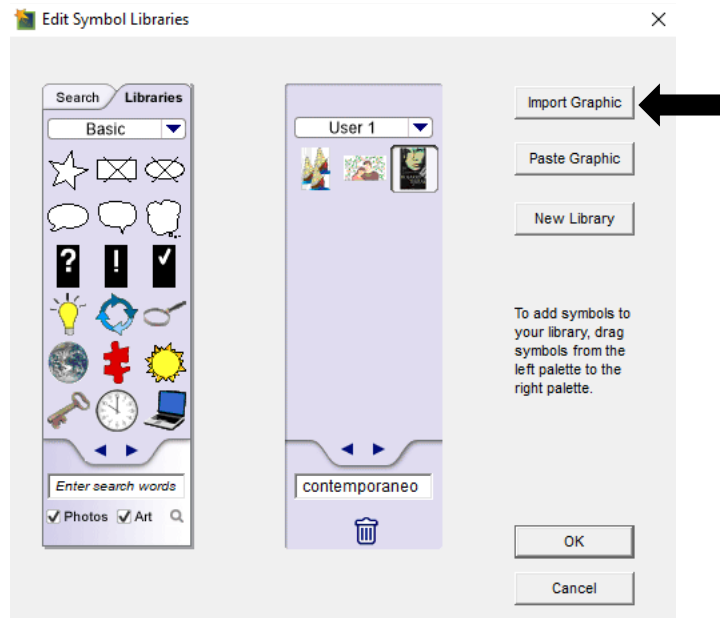 Edit Symbol Libraries
Search
Libraries
Basic
?
!
Enter search words
Photos
Art
User 1
contemporaneo
Import Graphic
Paste Graphic
New Library
To add symbols to
your library, drag
symbols from the
left palette to the
right palette.
OK
Cancel